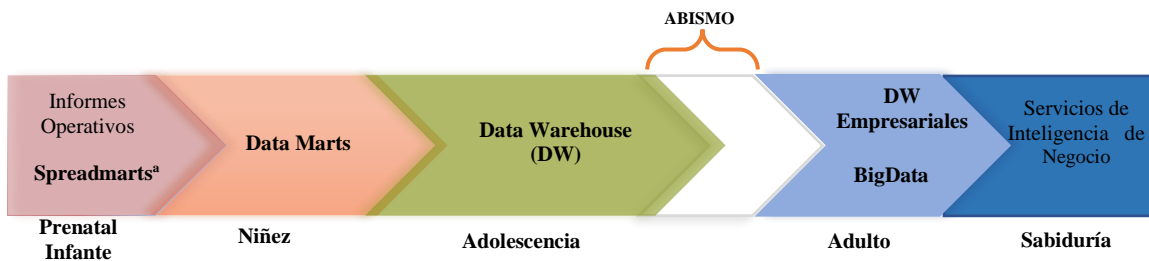 ABISMO
Informes
Operativos
Spreadmartsª
Data Marts
Data Warehouse
(DW)
DW
Empresariales
BigData
Servicios de
Inteligencia de
Negocio
Prenatal
Infante
Niñez
Adolescencia
Adulto
Sabiduría